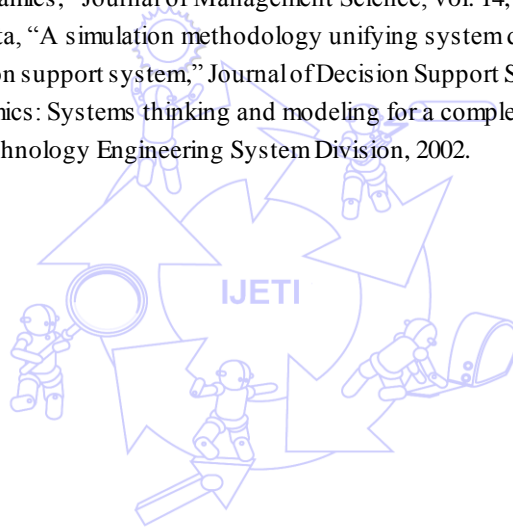 namics," Journal of Management Science, vol. 14,
ta, "A simulation methodology unifying system
on support system," Journal of Decision Support S
nics: Systems thinking and modeling for a comple
chnology Engineering System Division, 2002.
IJETI